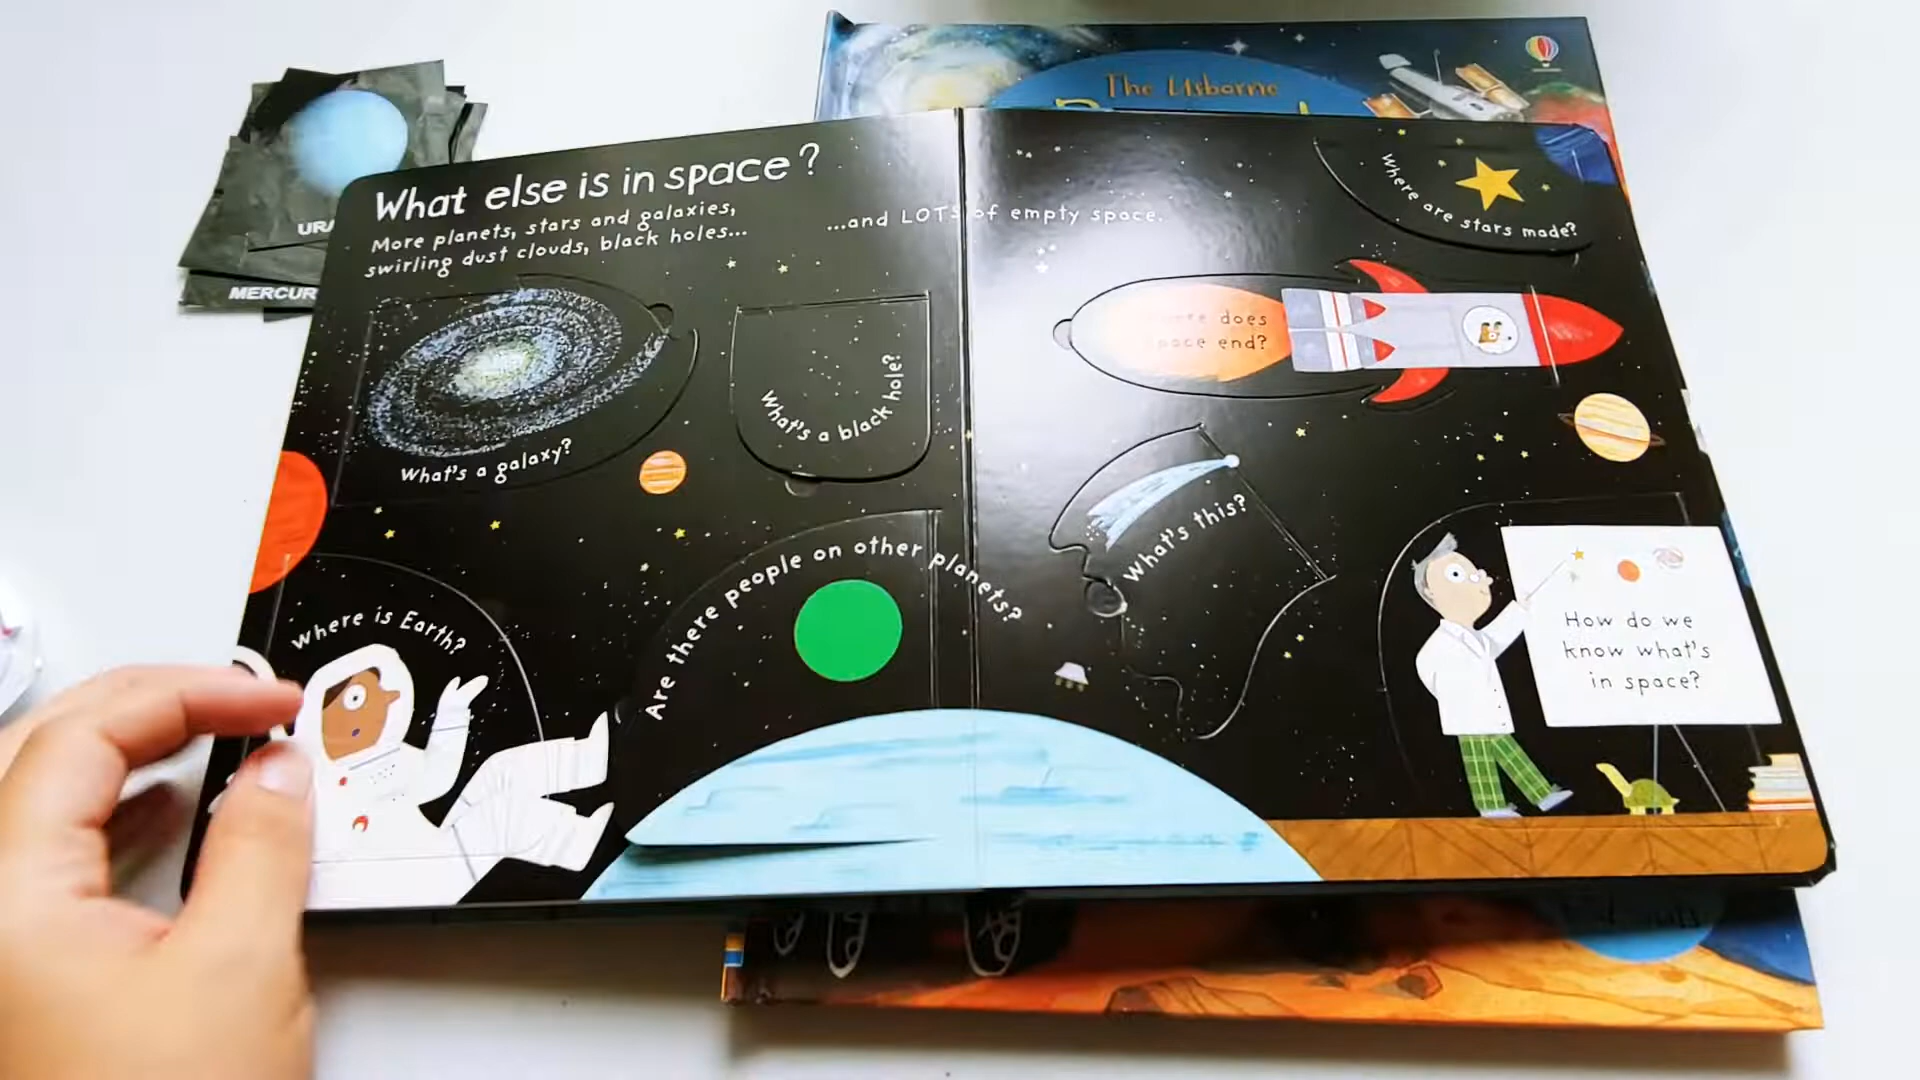 The Usborne
URA
MERCUR
What else is in space?
More planets, stars and galaxies,
swirling dust clouds, black holes...
...and LOTS of empty space.
Where are stars made?
does
space end?
What's a galaxy?
What's a black hole?
What's this?
Where is Earth?
Are there people on other planets?
How do we
know what's
in space?